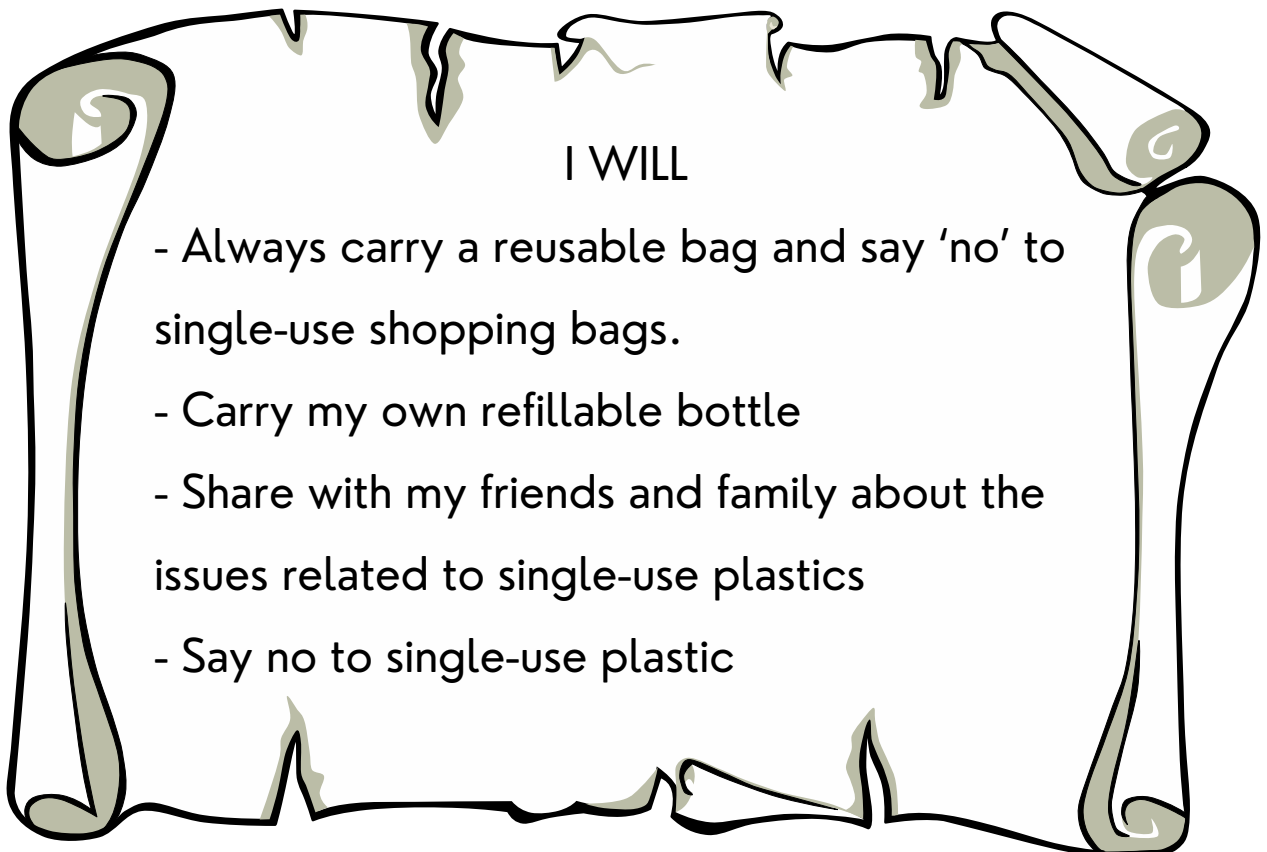 I WILL
- Always carry a reusable bag and say ‘no’ to
single-use shopping bags.
- Carry my own refillable bottle
- Share with my friends and family about the
issues related to single-use plastics
- Say no to single-use plastic